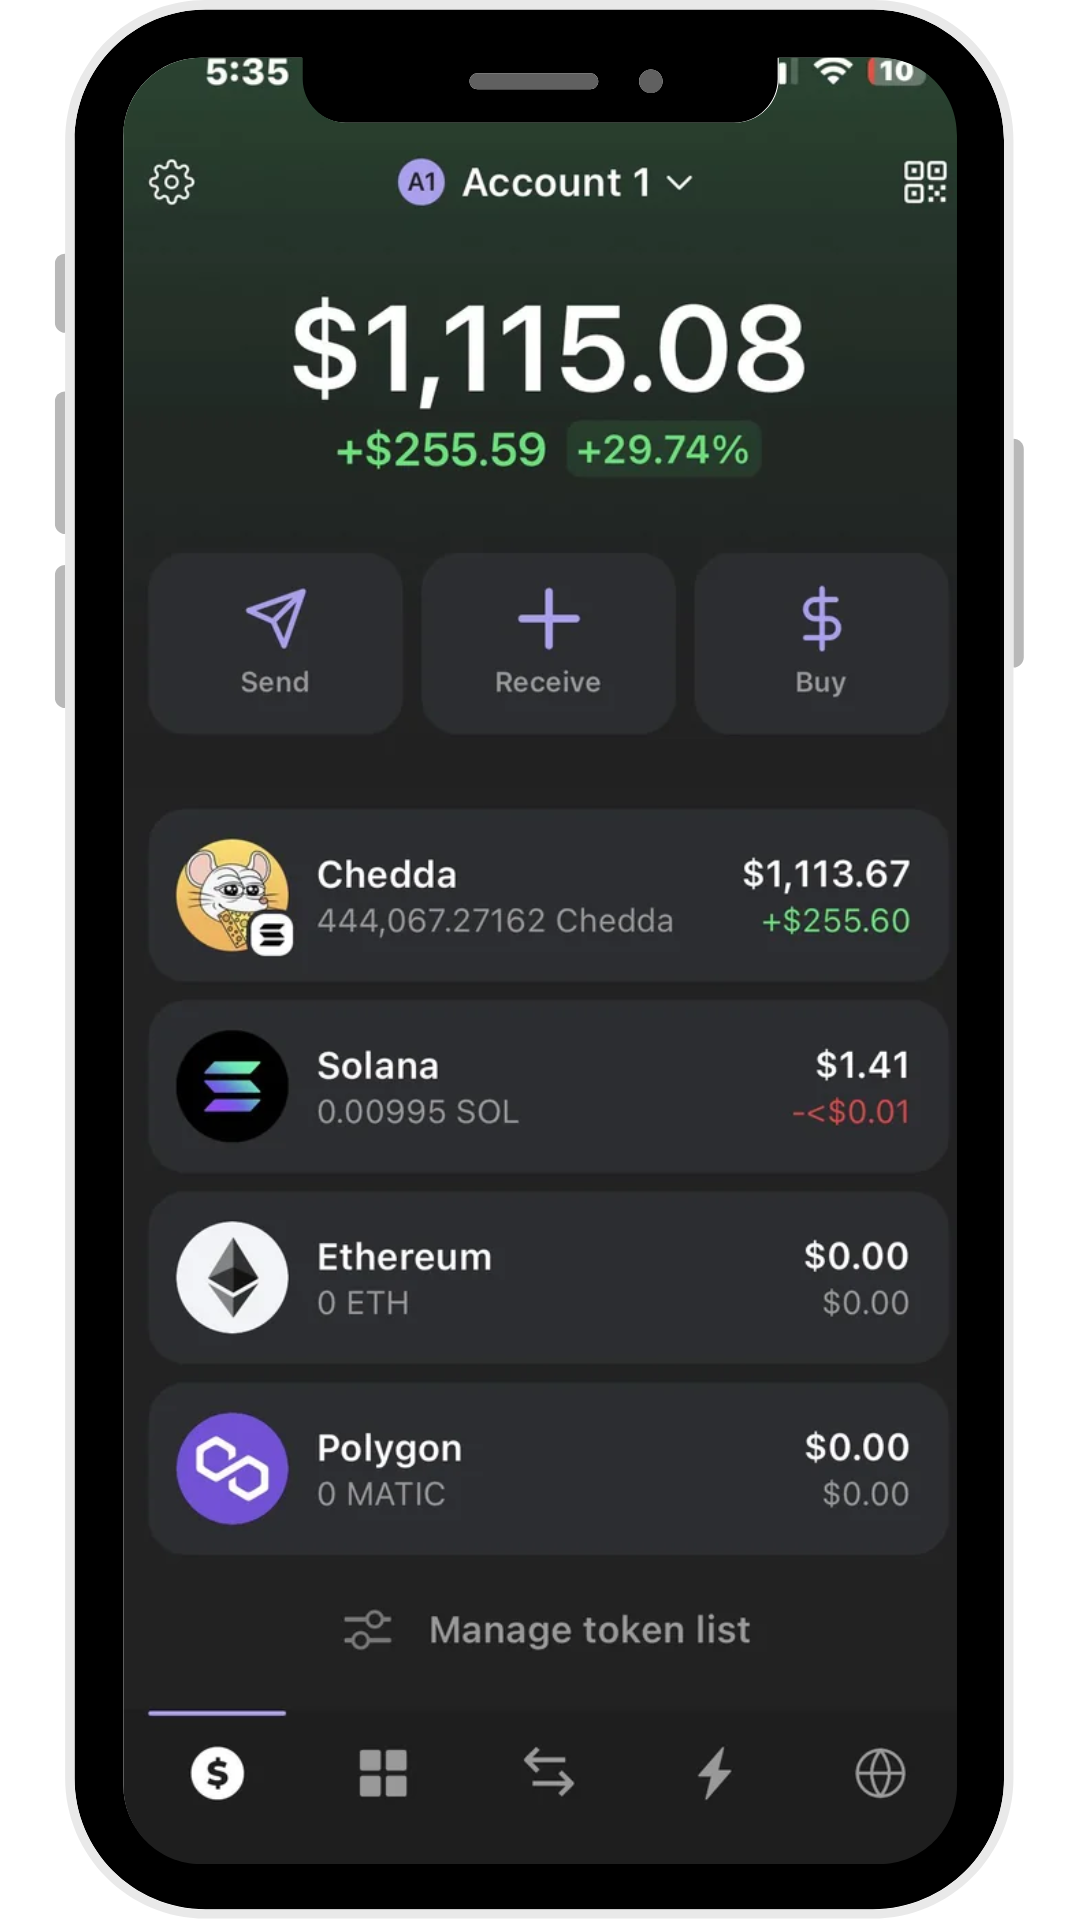 5:35
10
A1 Account 1
$1,115.08
+$255.59 +29.74%
Send Receive Buy
Chedda $1,113.67
444,067.27162 Chedda +$255.60
Solana $1.41
0.00995 SOL -<$0.01
Ethereum $0.00
0 ETH $0.00
Polygon $0.00
0 MATIC $0.00
Manage token list